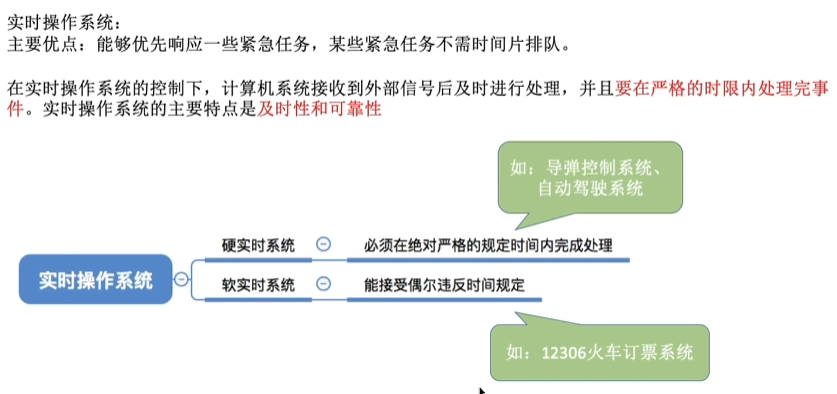 实时操作系统：
主要优点：能够优先响应一些紧急任务，某些紧急任务不需时间片排队。
在实时操作系统的控制下，计算机系统接收到外部信号后及时进行处理，并且要在严格的时限内处理完事
件。实时操作系统的主要特点是及时性和可靠性
如：导弹控制系统、
自动驾驶系统
硬实时系统
必须在绝对严格的规定时间内完成处理
实时操作系统
软实时系统
能接受偶尔违反时间规定
如：12306火车订票系统